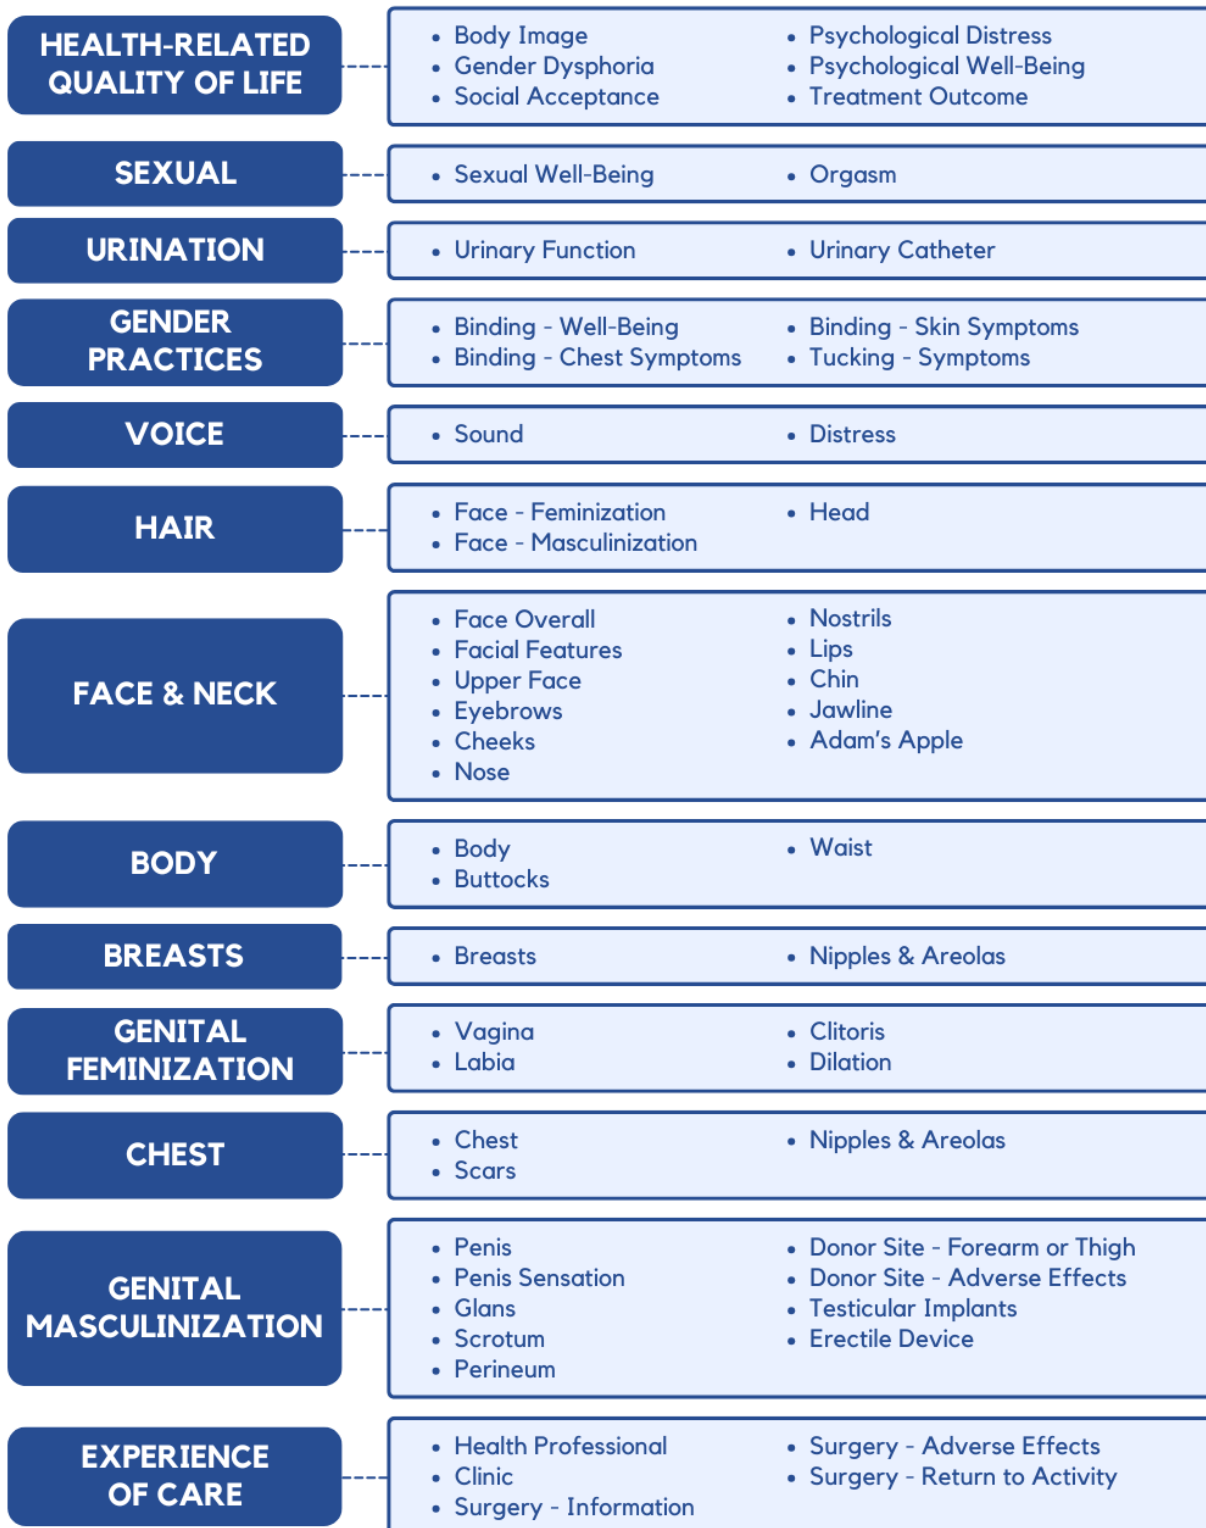 HEALTH-RELATED
QUALITY OF LIFE
• Body Image
• Gender Dysphoria
• Social Acceptance
• Psychological Distress
• Psychological Well-Being
• Treatment Outcome
SEXUAL
• Sexual Well-Being
• Orgasm
URINATION
• Urinary Function
• Urinary Catheter
GENDER
PRACTICES
• Binding - Well-Being
• Binding - Chest Symptoms
• Binding - Skin Symptoms
• Tucking - Symptoms
VOICE
• Sound
• Distress
HAIR
• Face - Feminization
• Face - Masculinization
• Head
FACE & NECK
• Face Overall
• Facial Features
• Upper Face
• Eyebrows
• Cheeks
• Nose
• Nostrils
• Lips
• Chin
• Jawline
• Adam's Apple
BODY
• Body
• Buttocks
• Waist
BREASTS
• Breasts
• Nipples & Areolas
GENITAL
FEMINIZATION
• Vagina
• Labia
• Clitoris
• Dilation
CHEST
• Chest
• Scars
• Nipples & Areolas
GENITAL
MASCULINIZATION
• Penis
• Penis Sensation
• Glans
• Scrotum
• Perineum
• Donor Site - Forearm or Thigh
• Donor Site - Adverse Effects
• Testicular Implants
• Erectile Device
EXPERIENCE
OF CARE
• Health Professional
• Clinic
• Surgery - Information
• Surgery - Adverse Effects
• Surgery - Return to Activity